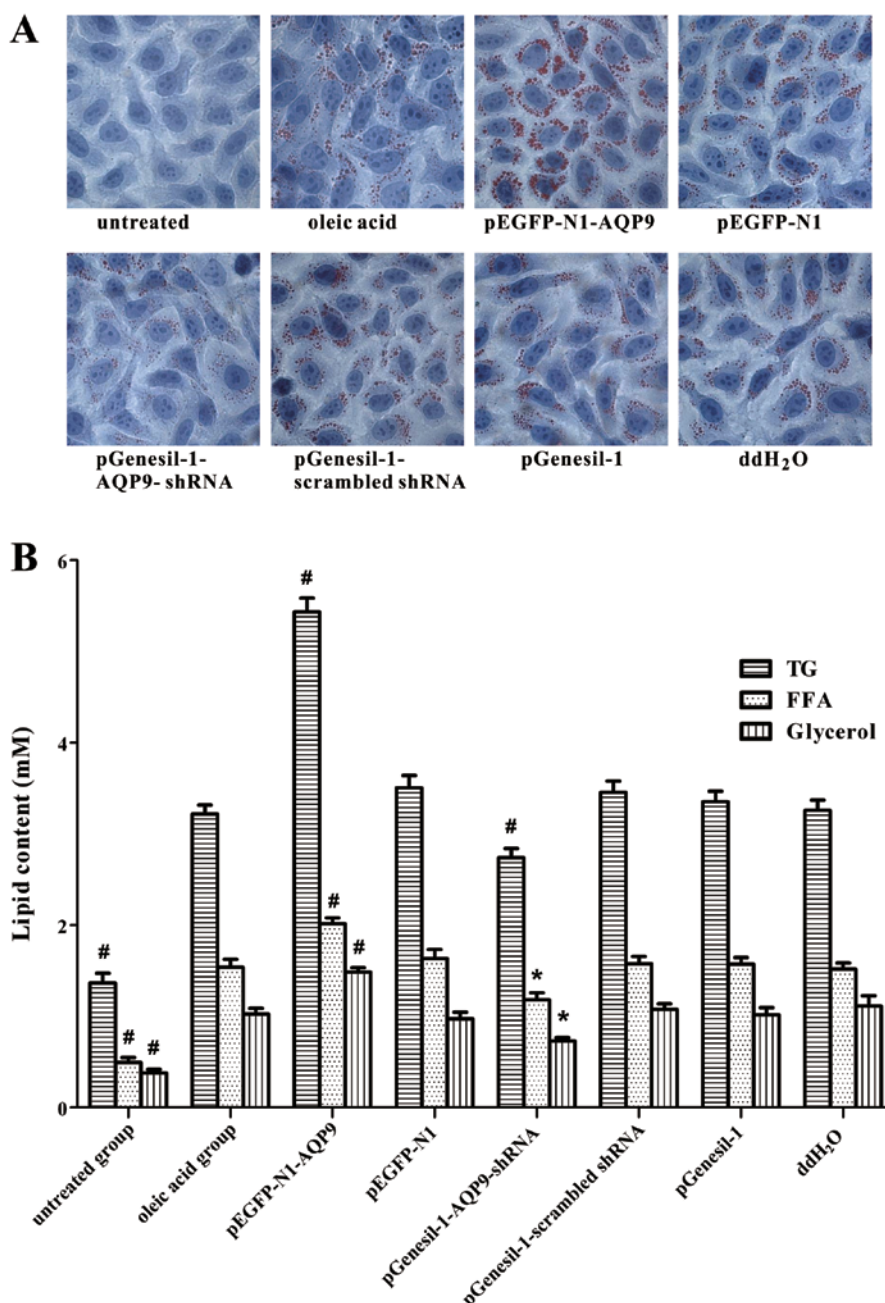 A
untreated
oleic acid
pEGFP-N1-AQP9
pEGFP-N1
pGenesil-1-
AQP9- shRNA
pGenesil-1-
scrambled shRNA
pGenesil-1
ddH₂O
B
Lipid content (mM)
6
4
2
0
TG
FFA
Glycerol
# # #
# # #
# * *
untreated group
oleic acid group
pEGFP-N1-AQP9
pEGFP-N1
pGenesil-1-AQP9-shRNA
pGenesil-1-scrambled shRNA
pGenesil-1
ddH₂O